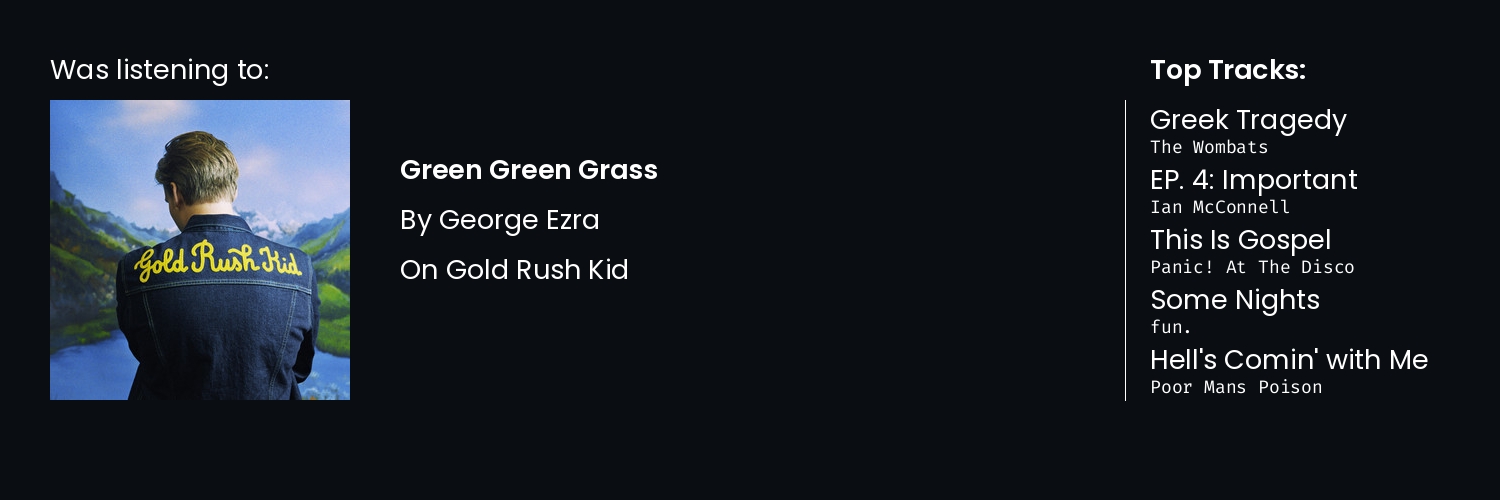 Was listening to:
Gold Rush Kid
Green Green Grass
By George Ezra
On Gold Rush Kid
Top Tracks:
Greek Tragedy
The Wombats
EP. 4: Important
Ian McConnell
This Is Gospel
Panic! At The Disco
Some Nights
fun.
Hell's Comin' with Me
Poor Mans Poison